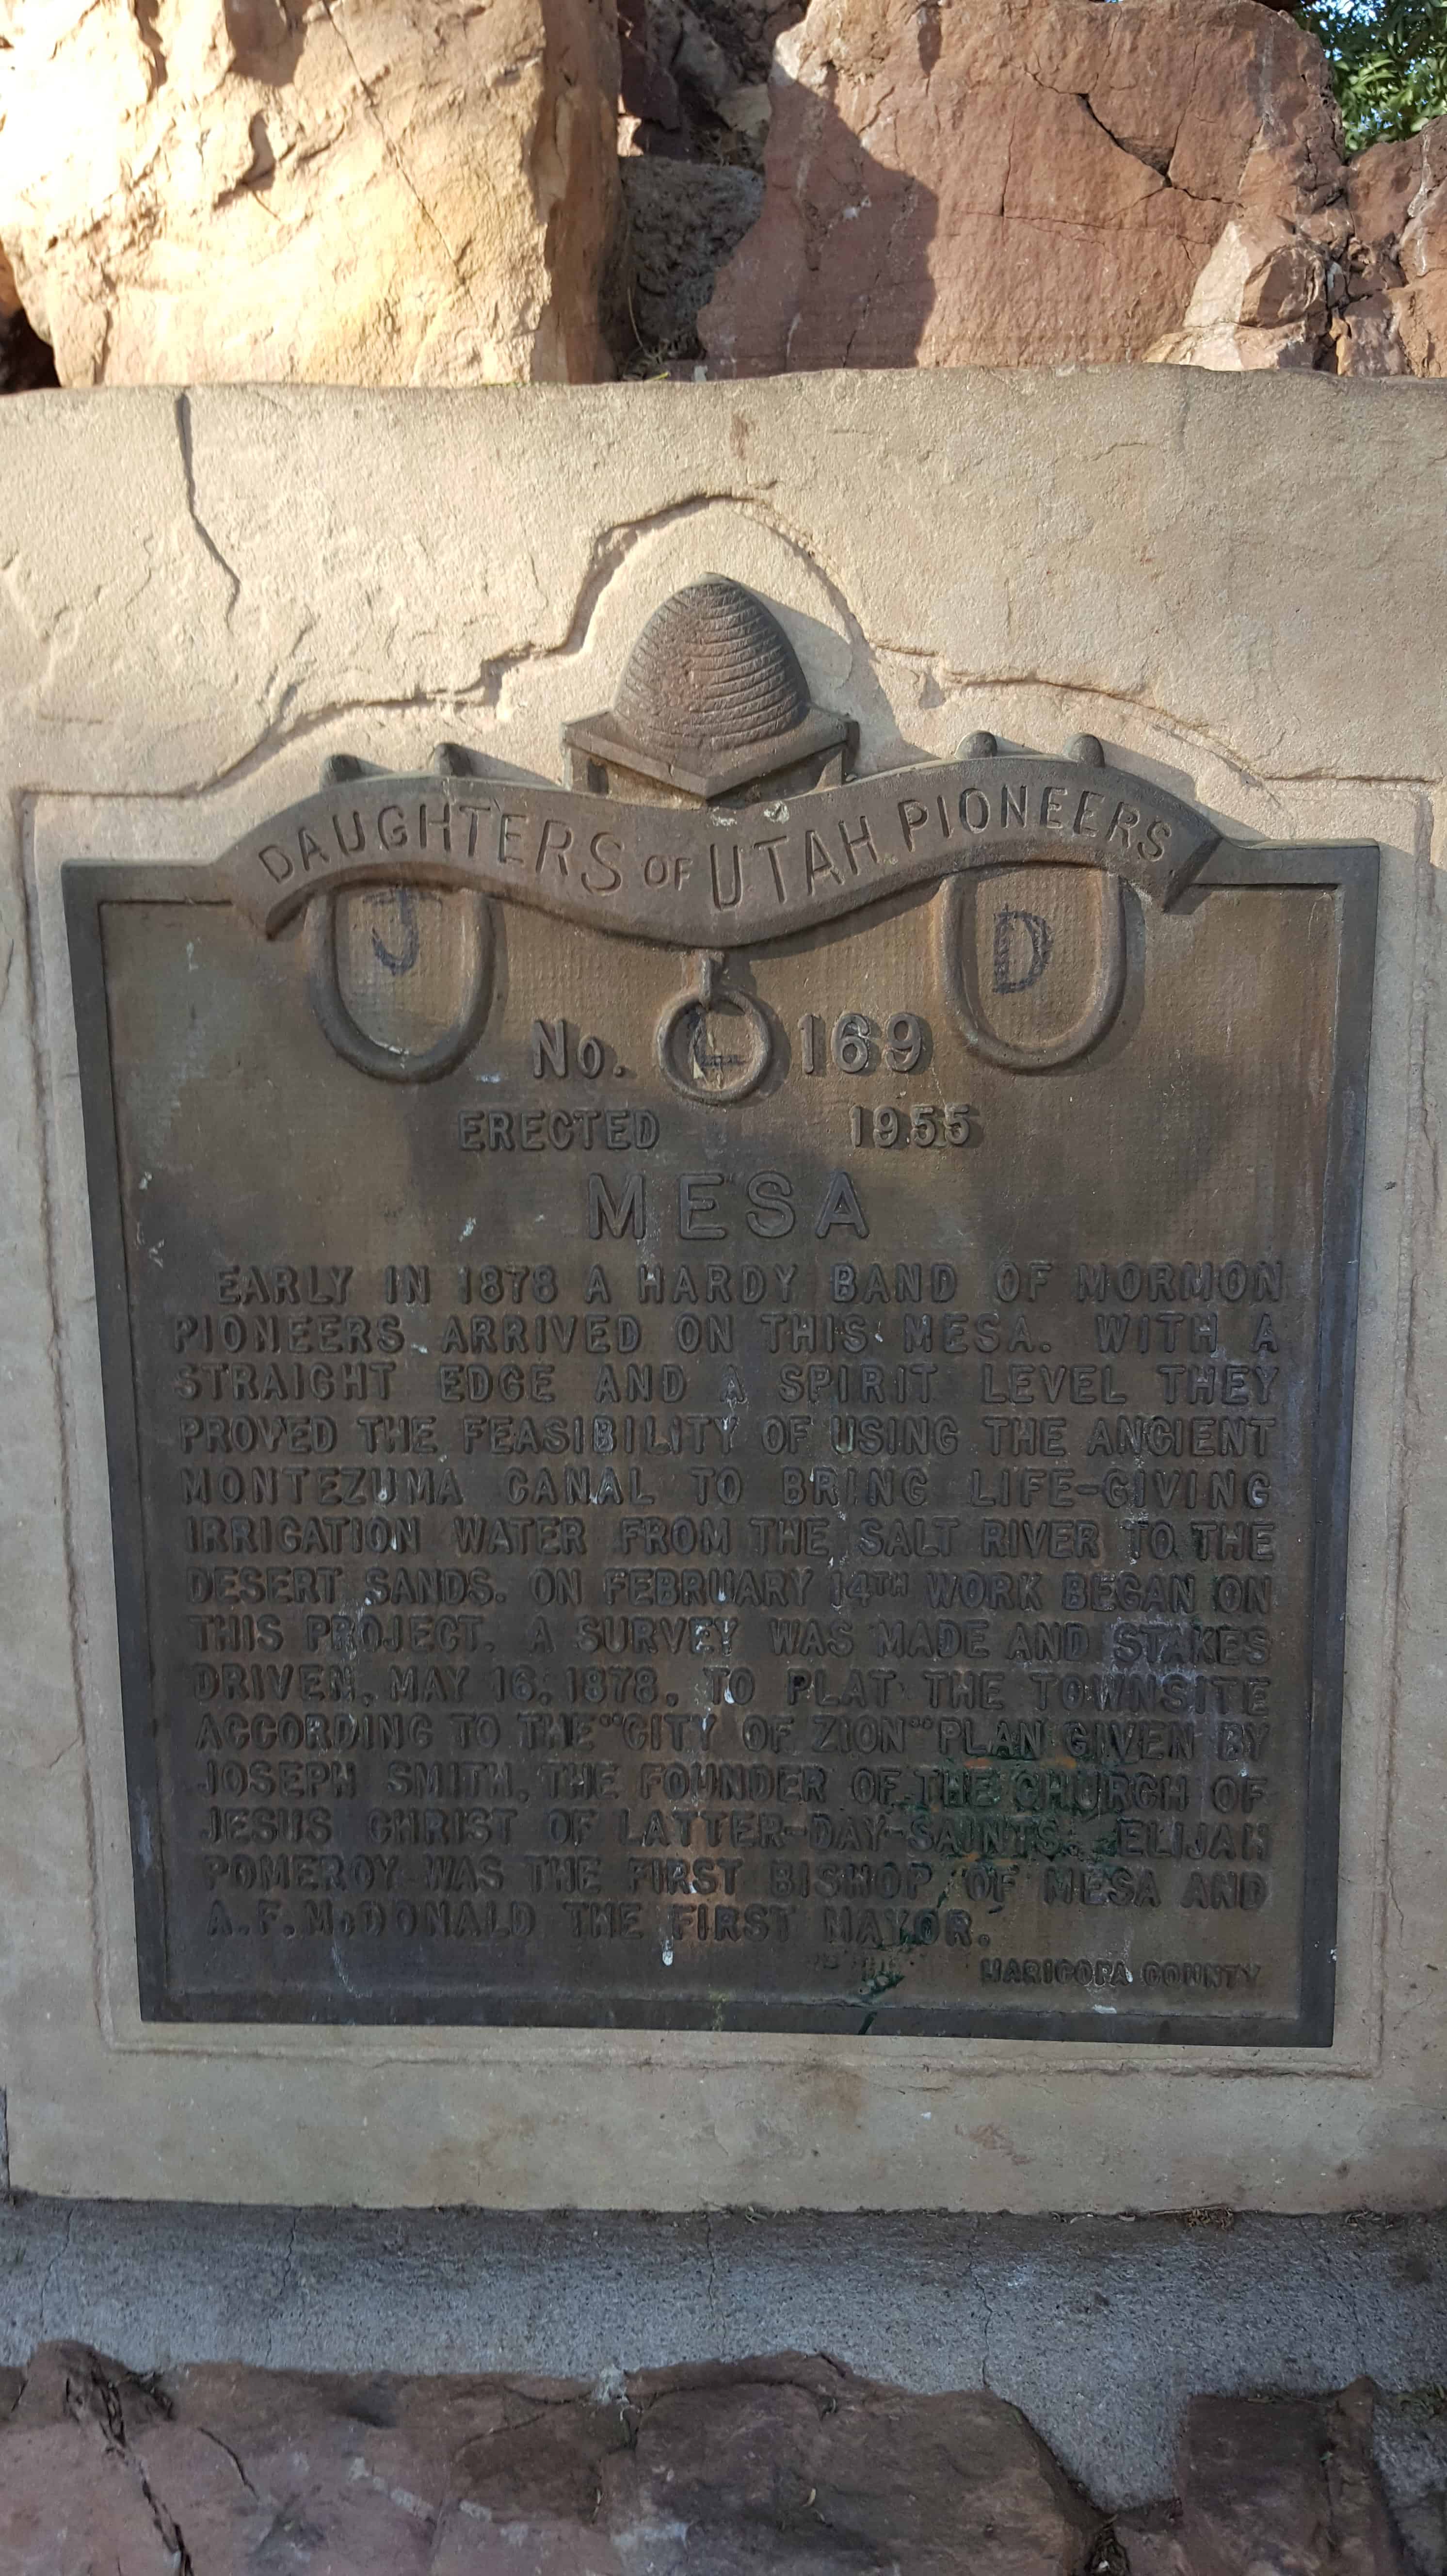 DAUGHTERS OF UTAH PIONEERS
J
D
L
No. 169
ERECTED 1955
MESA
EARLY IN 1878 A HARDY BAND OF MORMON
PIONEERS ARRIVED ON THIS MESA. WITH A
STRAIGHT EDGE AND A SPIRIT LEVEL THEY
PROVED THE FEASIBILITY OF USING THE ANCIENT
MONTEZUMA CANAL TO BRING LIFE-GIVING
IRRIGATION WATER FROM THE SALT RIVER TO THE
DESERT SANDS. ON FEBRUARY 14TH WORK BEGAN ON
THIS PROJECT. A SURVEY WAS MADE AND STAKES
DRIVEN, MAY 16, 1878, TO PLAT THE TOWNSITE
ACCORDING TO THE "CITY OF ZION" PLAN GIVEN BY
JOSEPH SMITH, THE FOUNDER OF THE CHURCH OF
JESUS CHRIST OF LATTER-DAY-SAINTS. ELIJAH
POMEROY WAS THE FIRST BISHOP OF MESA AND
A.F. McDONALD THE FIRST MAYOR.
MARICOPA COUNTY